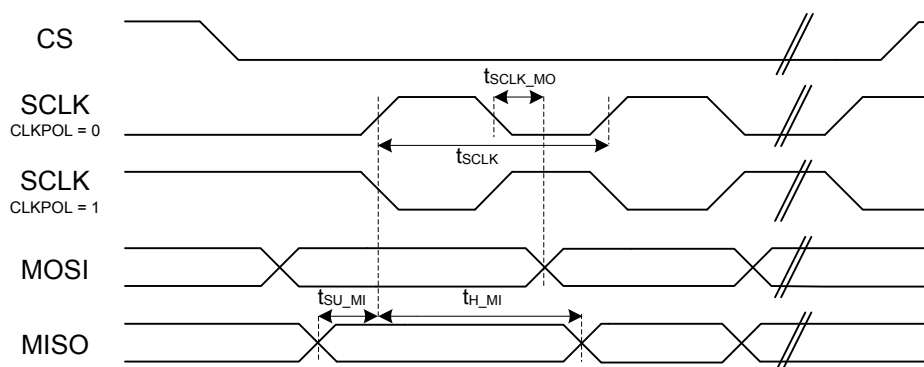 CS
tSCLK_MO
SCLK
CLKPOL = 0
tSCLK
SCLK
CLKPOL = 1
MOSI
tSU_MI
tH_MI
MISO